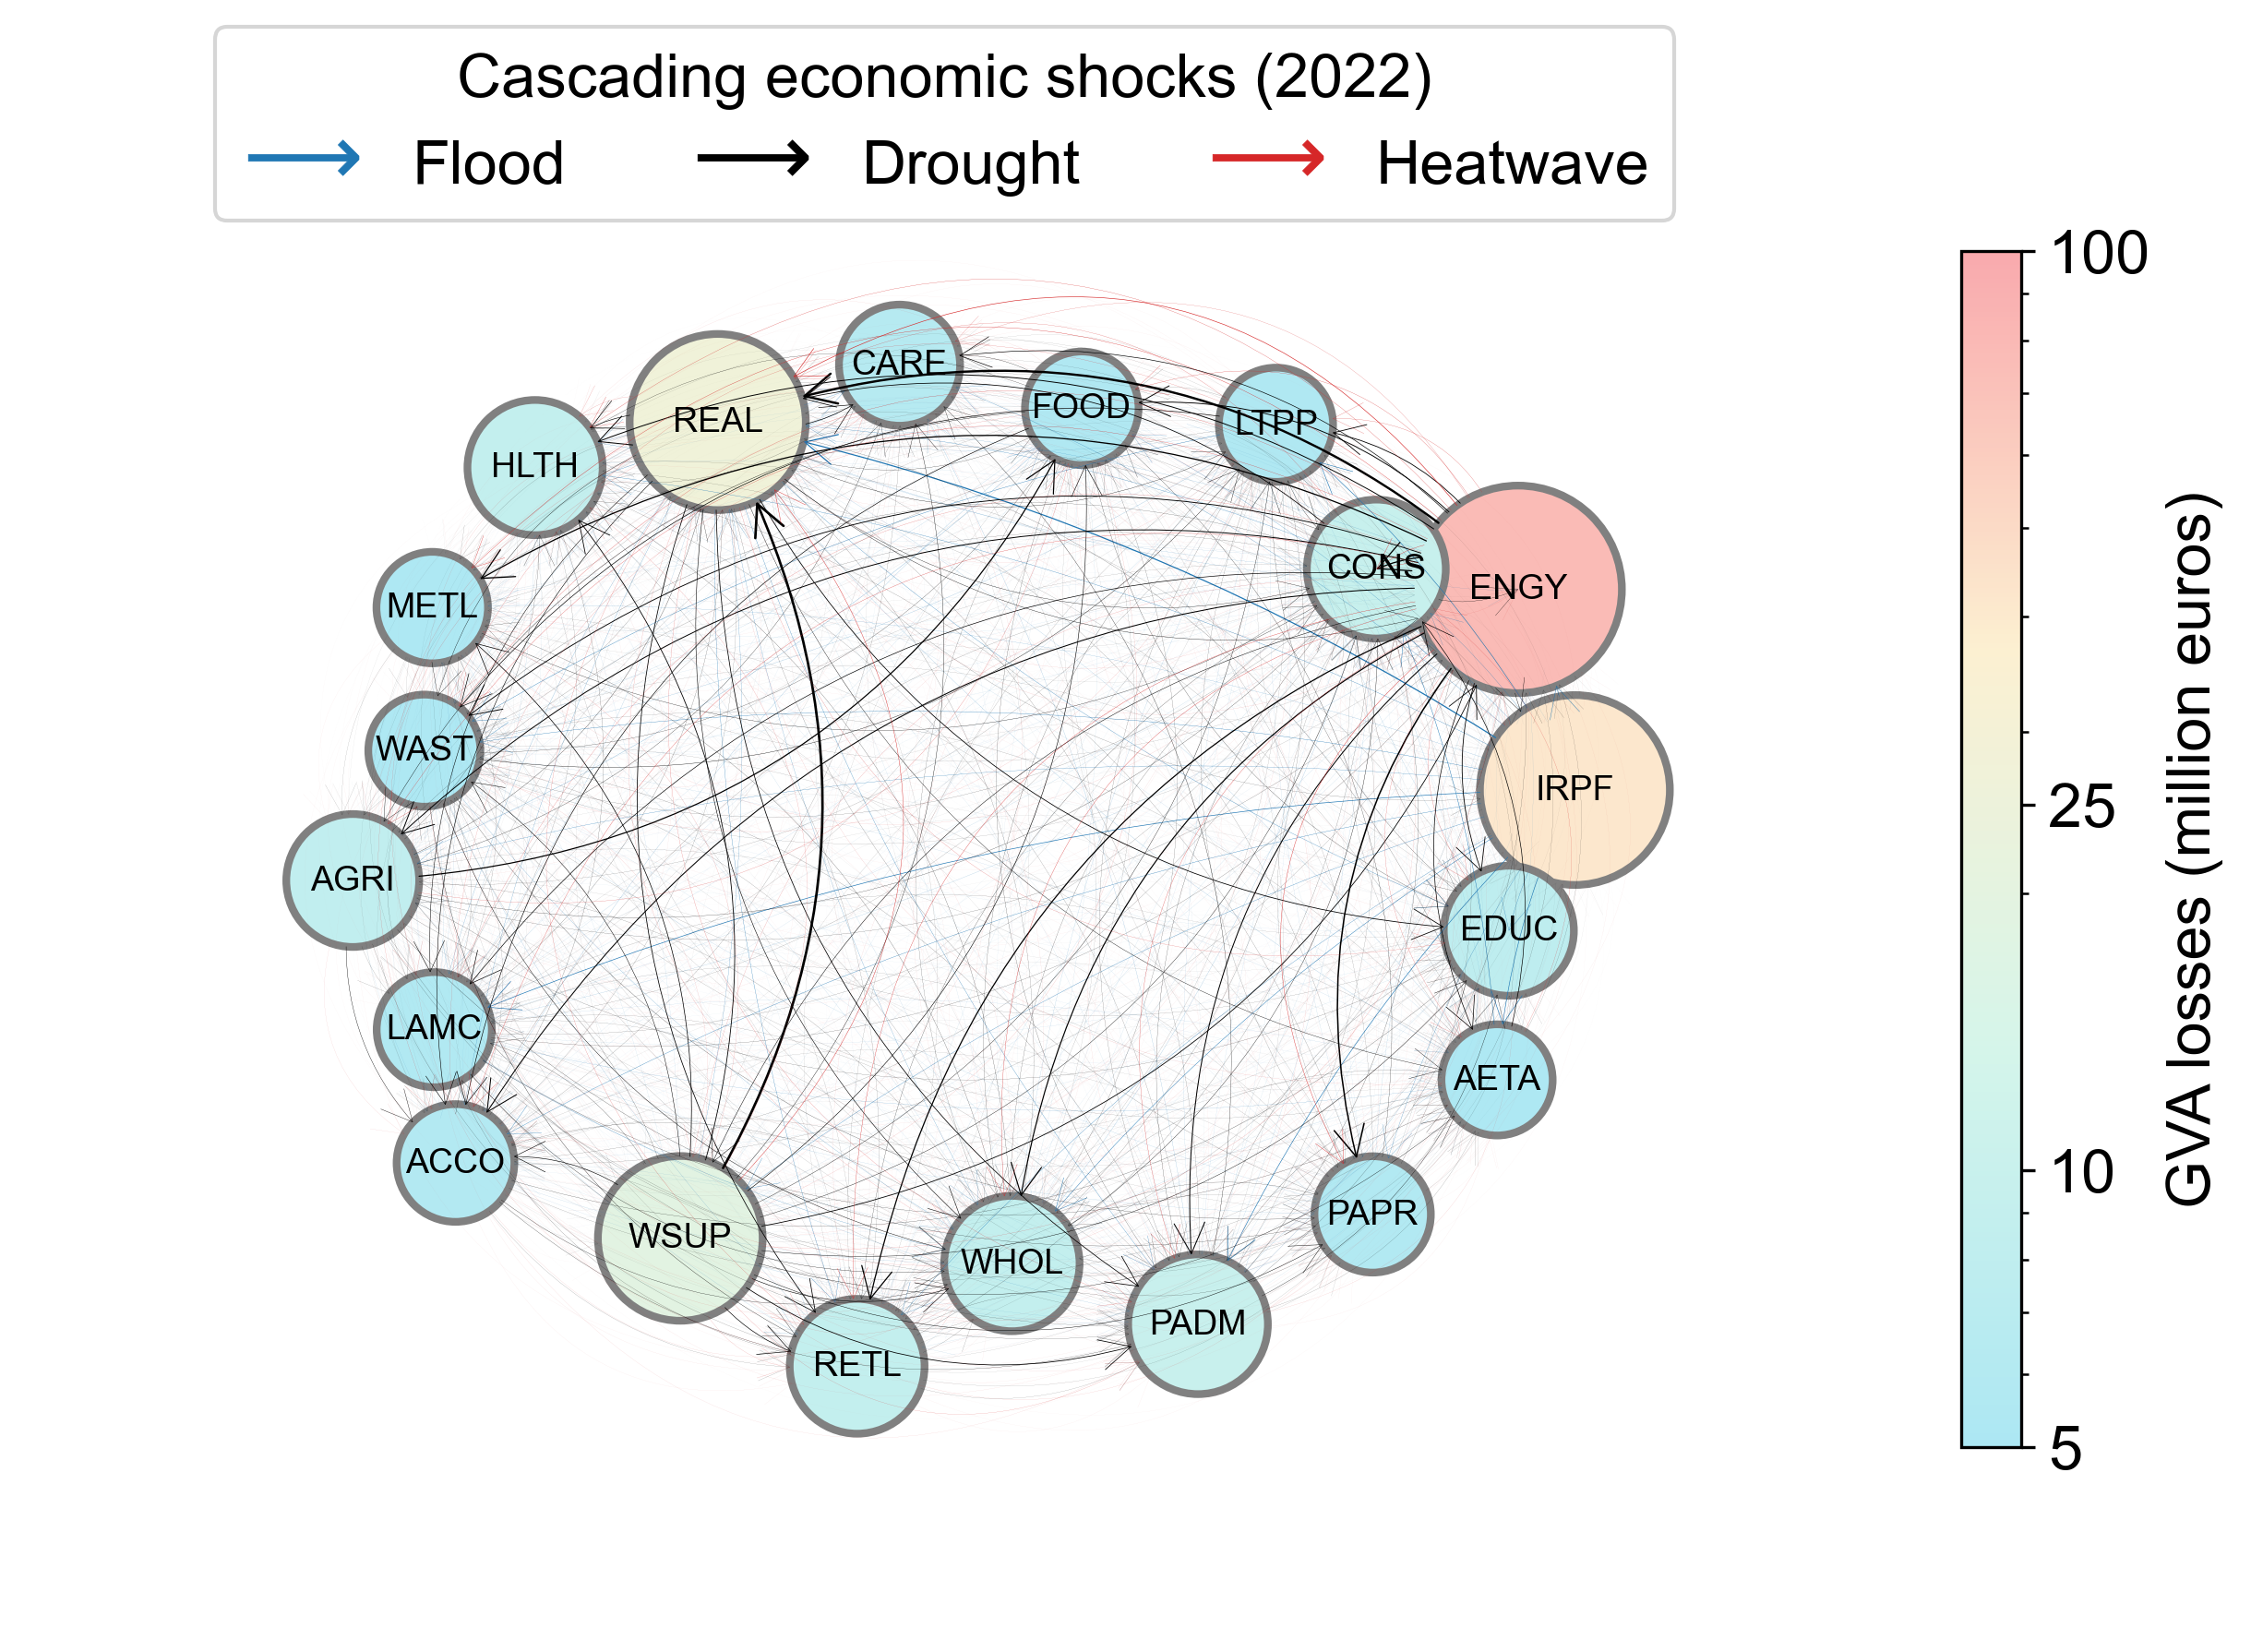 Cascading economic shocks (2022)
Flood Drought Heatwave
CARE
FOOD
REAL
LTPP
HLTH
CONS
ENGY
METL
WAST
IRPF
AGRI
EDUC
LAMC
AETA
ACCO
PAPR
WSUP
WHOL
PADM
RETL
100
25
10
5
GVA losses (million euros)